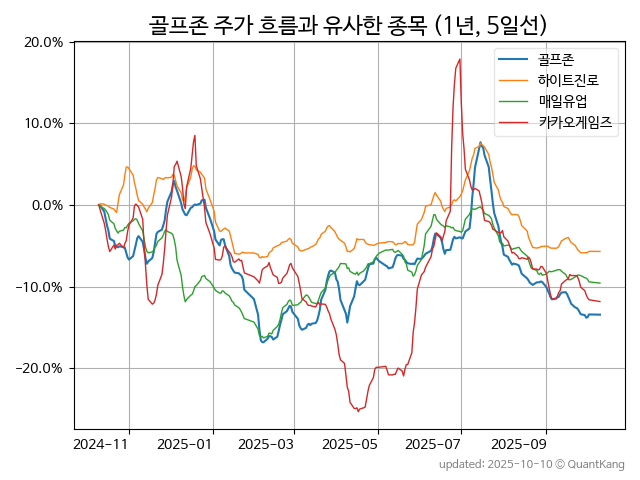 골프존 주가 흐름과 유사한 종목 (1년, 5일선)
20.0%
10.0%
0.0%
−10.0%
−20.0%
골프존
하이트진로
매일유업
카카오게임즈
2024-11
2025-01
2025-03
2025-05
2025-07
2025-09
updated: 2025-10-10 © QuantKang